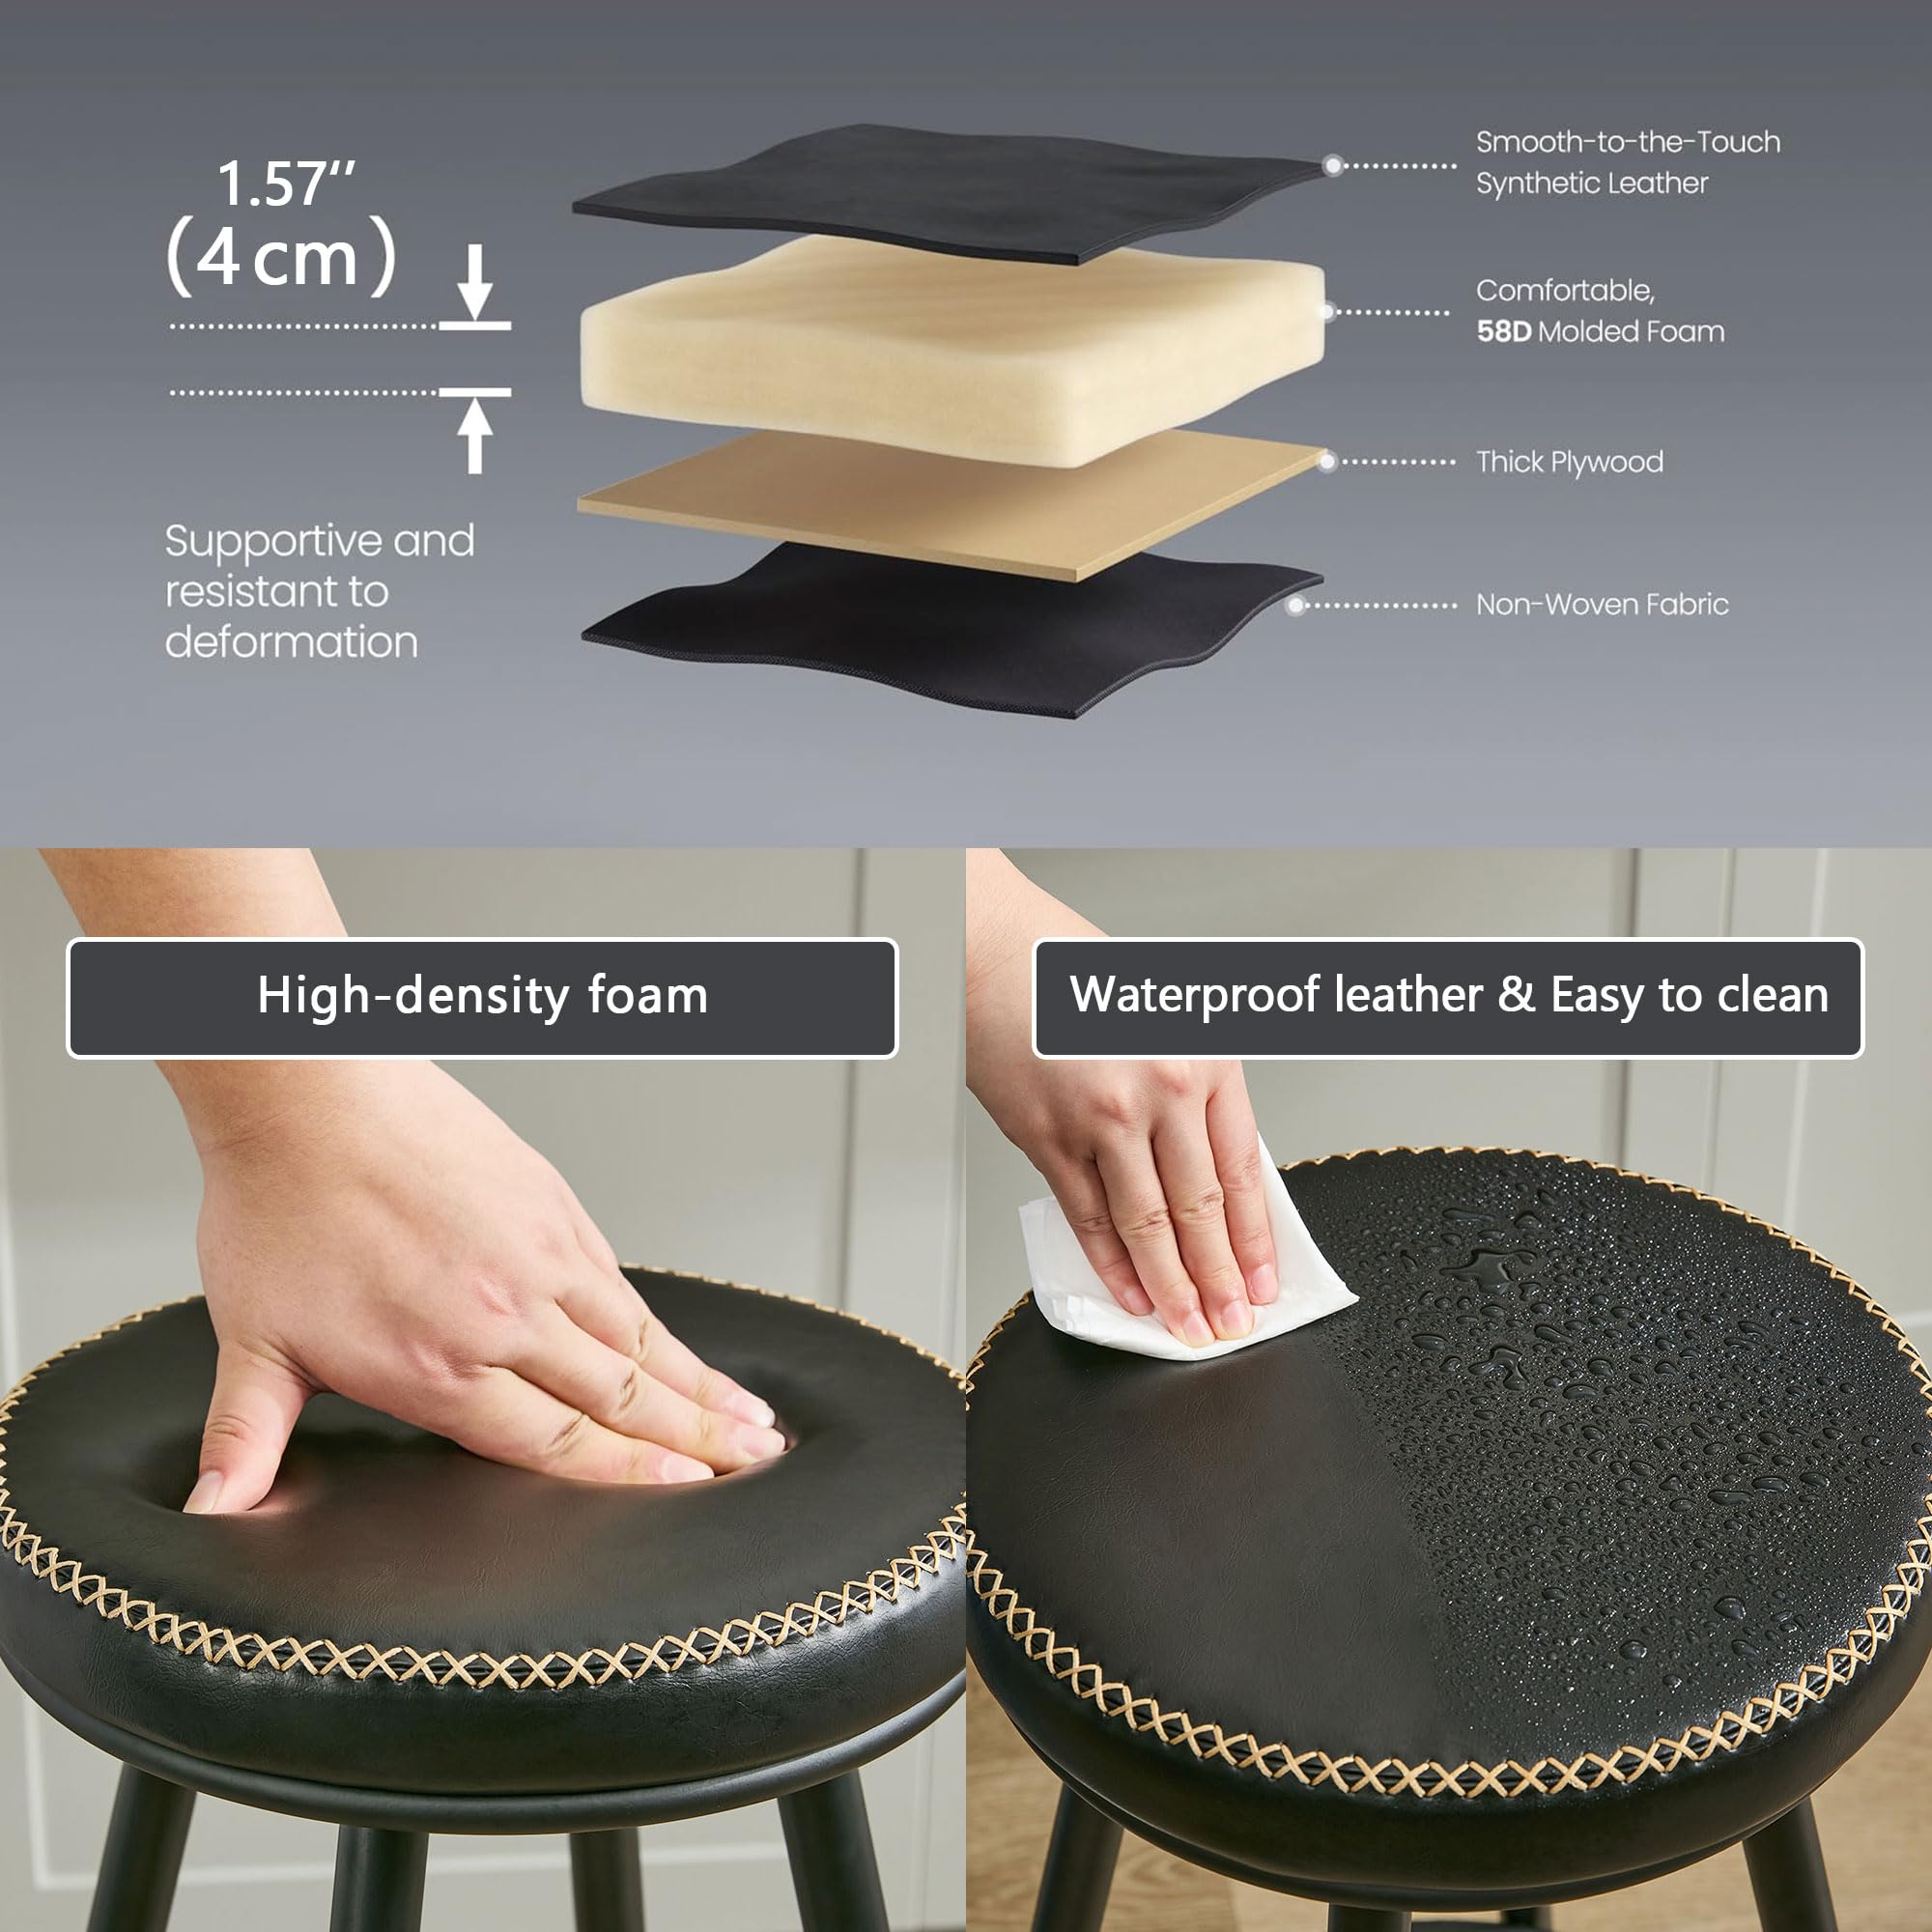 1.57″
(4 cm)
Supportive and
resistant to
deformation
Smooth-to-the-Touch
Synthetic Leather
Comfortable,
58D Molded Foam
Thick Plywood
Non-Woven Fabric
High-density foam
Waterproof leather & Easy to clean